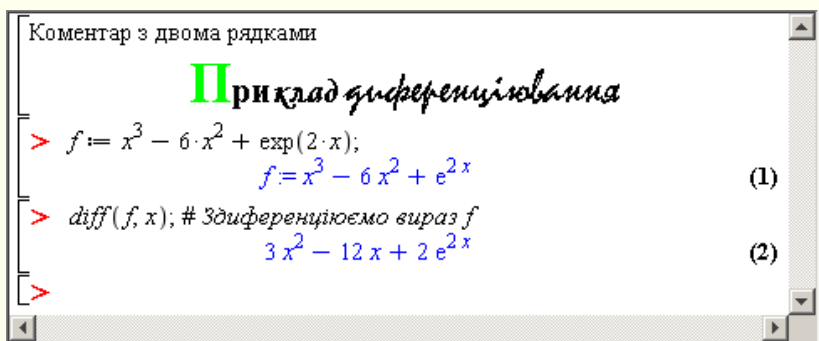 Коментар з двома рядками
Приклад диференціювання
> f := x^3 − 6·x^2 + exp(2·x);
f := x^3 − 6 x^2 + e^{2 x} (1)
> diff(f, x); # Здиференціюємо вираз f
3 x^2 − 12 x + 2 e^{2 x} (2)
>